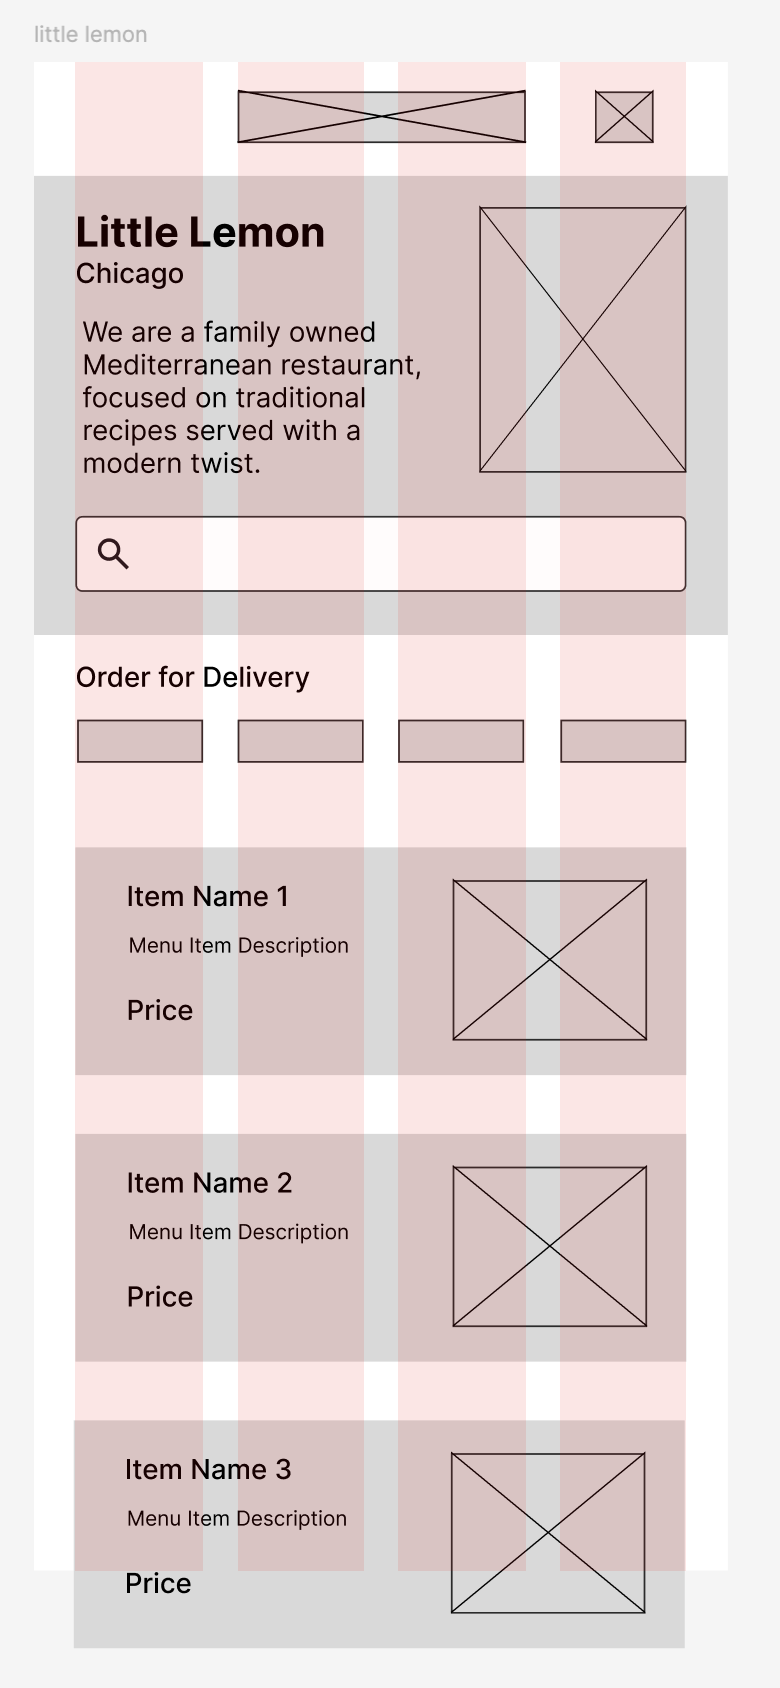 little lemon
Little Lemon
Chicago
We are a family owned
Mediterranean restaurant,
focused on traditional
recipes served with a
modern twist.
Order for Delivery
Item Name 1
Menu Item Description
Price
Item Name 2
Menu Item Description
Price
Item Name 3
Menu Item Description
Price